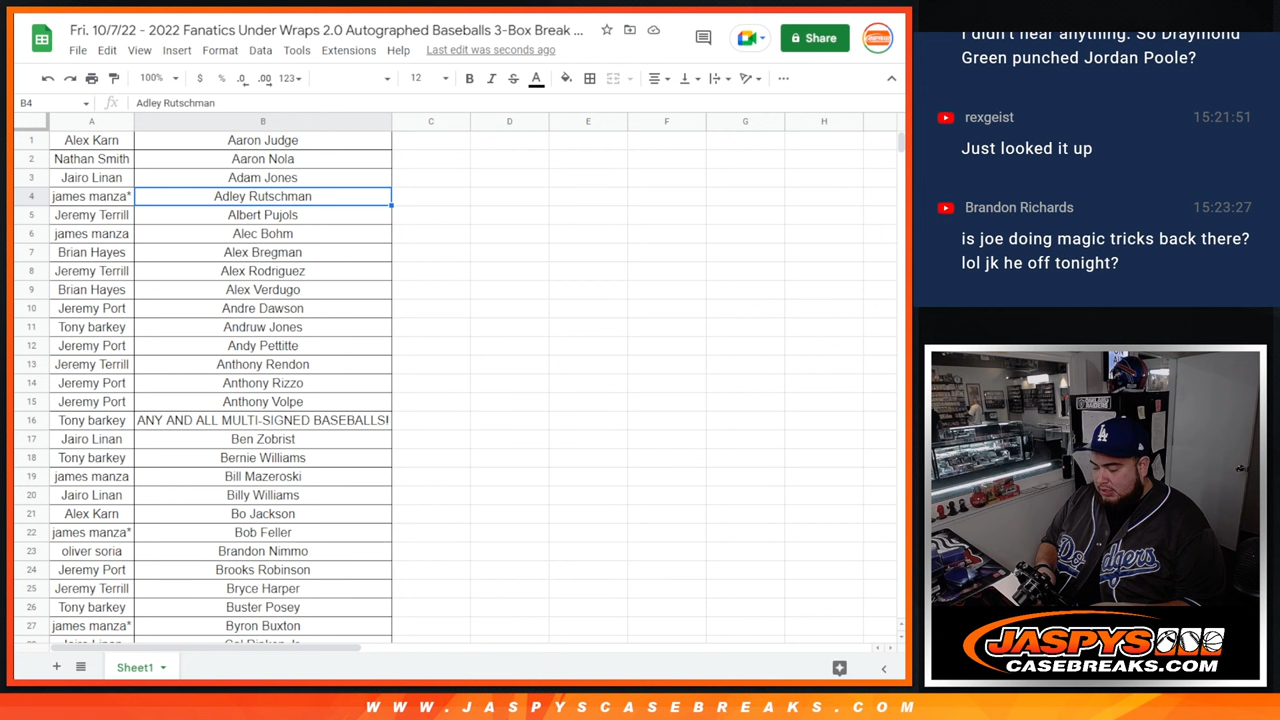 Fri. 10/7/22 - 2022 Fanatics Under Wraps 2.0 Autographed Baseballs 3-Box Break ...
File Edit View Insert Format Data Tools Extensions Help Last edit was seconds ago
Share
100% $ % .0 .00 123 12 B I S A
B4 fx Adley Rutschman
A B C D E F G H
1 Alex Karn Aaron Judge
2 Nathan Smith Aaron Nola
3 Jairo Linan Adam Jones
4 james manza* Adley Rutschman
5 Jeremy Terrill Albert Pujols
6 james manza Alec Bohm
7 Brian Hayes Alex Bregman
8 Jeremy Terrill Alex Rodriguez
9 Brian Hayes Alex Verdugo
10 Jeremy Port Andre Dawson
11 Tony barkey Andruw Jones
12 Jeremy Port Andy Pettitte
13 Jeremy Terrill Anthony Rendon
14 Jeremy Port Anthony Rizzo
15 Jeremy Port Anthony Volpe
16 Tony barkey ANY AND ALL MULTI-SIGNED BASEBALLS!
17 Jairo Linan Ben Zobrist
18 Tony barkey Bernie Williams
19 james manza Bill Mazeroski
20 Jairo Linan Billy Williams
21 Alex Karn Bo Jackson
22 james manza* Bob Feller
23 oliver soria Brandon Nimmo
24 Jeremy Port Brooks Robinson
25 Jeremy Terrill Bryce Harper
26 Tony barkey Buster Posey
27 james manza* Byron Buxton
Sheet1
I didn't hear anything. So Draymond
Green punched Jordan Poole?
rexgeist 15:21:51
Just looked it up
Brandon Richards 15:23:27
is joe doing magic tricks back there?
lol jk he off tonight?
LA
Dodgers
JASPYS
CASEBREAKS.COM
WWW.JASPYSCASEBREAKS.COM